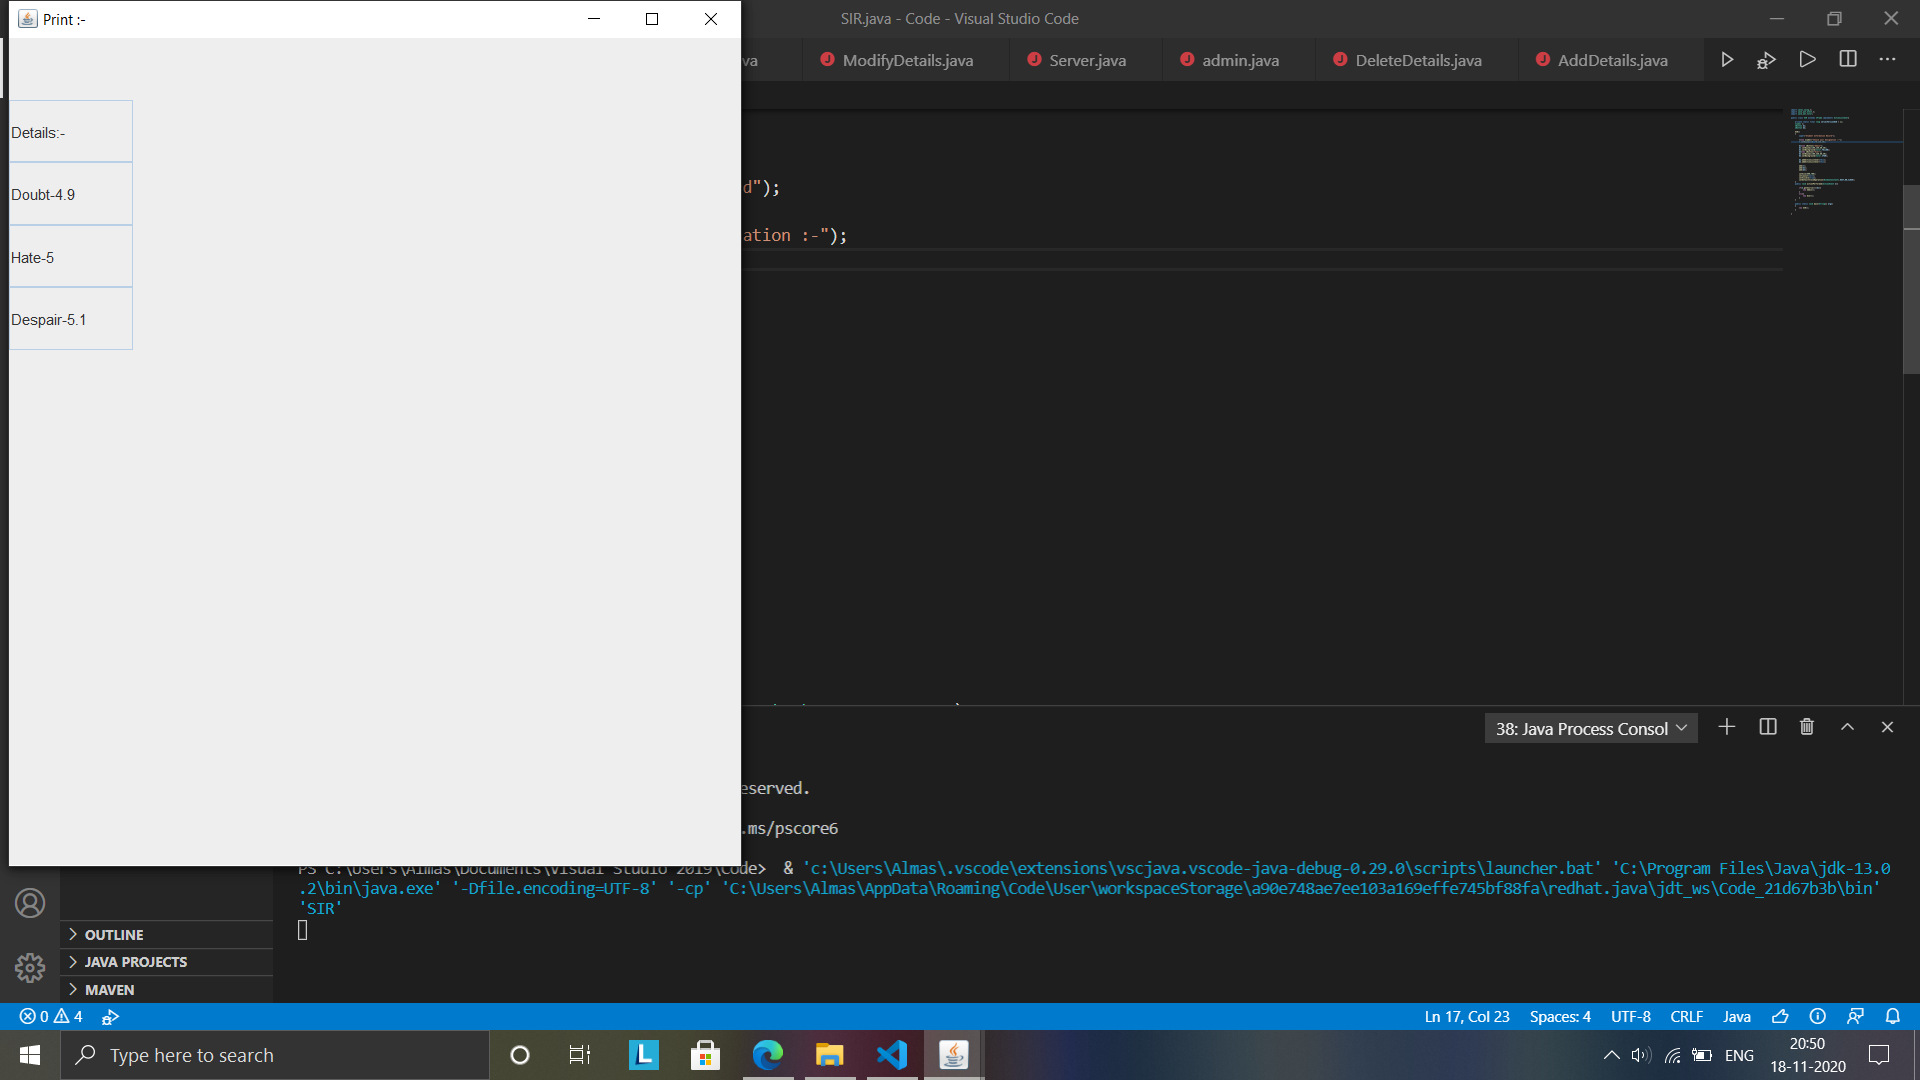 Print :-
SIR.java - Code - Visual Studio Code
va
ModifyDetails.java
Server.java
admin.java
DeleteDetails.java
AddDetails.java
Details:-
Doubt-4.9
Hate-5
Despair-5.1
d");
ation :-");
38: Java Process Consol
eserved.
.ms/pscore6
PS C:\Users\Almas\Documents\Visual Studio 2019\Code> & 'c:\Users\Almas\.vscode\extensions\vscjava.vscode-java-debug-0.29.0\scripts\launcher.bat' 'C:\Program Files\Java\jdk-13.0
.2\bin\java.exe' '-Dfile.encoding=UTF-8' '-cp' 'C:\Users\Almas\AppData\Roaming\Code\User\workspaceStorage\a90e748ae7ee103a169effe745bf88fa\redhat.java\jdt_ws\Code_21d67b3b\bin'
'SIR'
OUTLINE
JAVA PROJECTS
MAVEN
0 4
Ln 17, Col 23 Spaces: 4 UTF-8 CRLF Java
Type here to search
L
ENG
20:50
18-11-2020